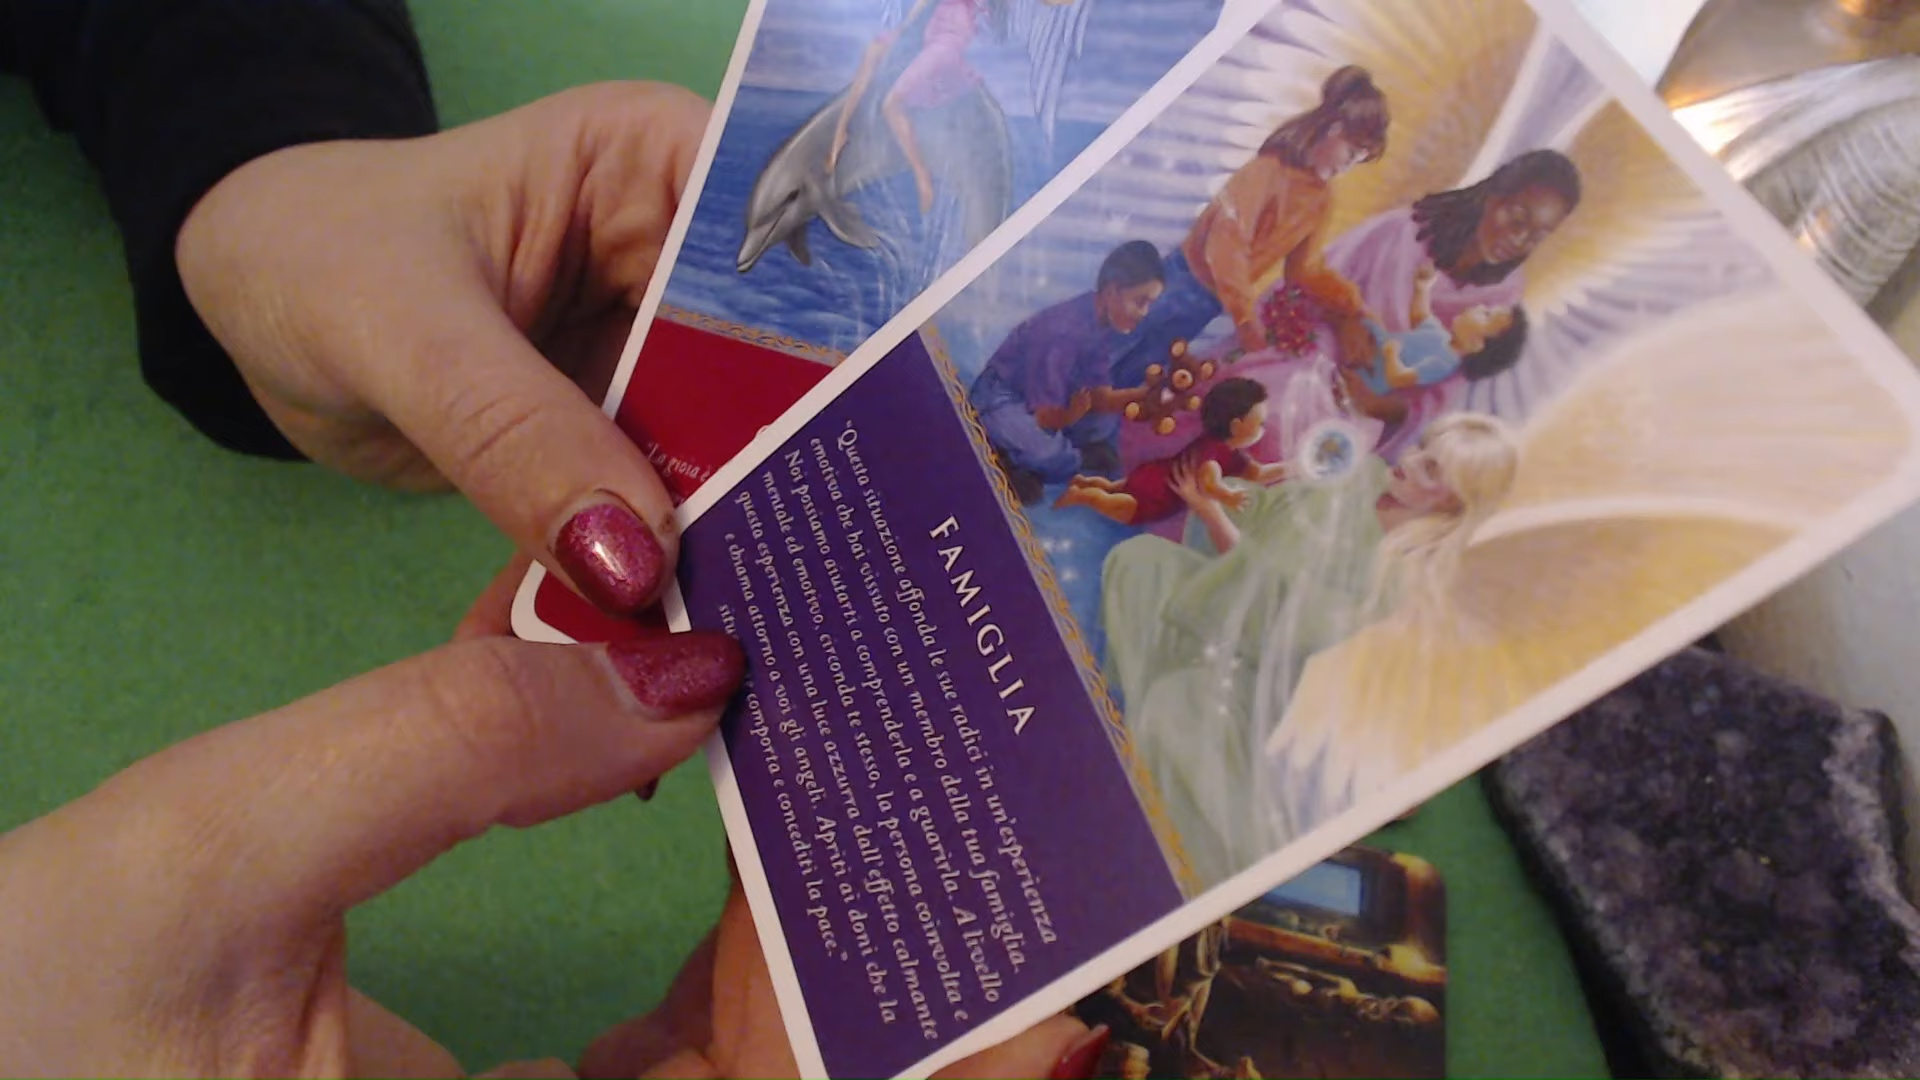 FAMIGLIA
"Questa situazione affonda le sue radici in un'esperienza
emotiva che hai vissuto con un membro della tua famiglia.
Noi possiamo aiutarti a comprenderla e a guarirla. A livello
mentale ed emotivo, circonda te stesso, la persona coinvolta e
questa esperienza con una luce azzurra dall'effetto calmante
e chiama attorno a voi gli angeli. Apriti ai doni che la
comporta e concediti la pace."
"La gioia è